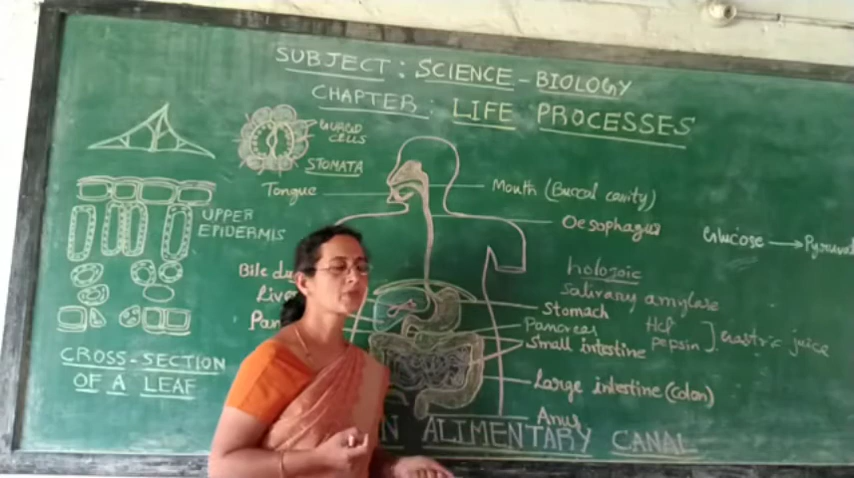 SUBJECT : SCIENCE - BIOLOGY
CHAPTER : LIFE PROCESSES
GUARD
CELLS
STOMATA
Tongue
Mouth (Buccal cavity)
UPPER
EPIDERMIS
Oesophagus
Glucose → Pyruvat
Bile du
Liver
Pan
holozoic
Salivary amylase
Stomach
Pancreas
Hcl
pepsin ] Gastric juice
Small intestine
Large intestine (Colon)
Anus
CROSS-SECTION
OF A LEAF
N ALIMENTARY CANAL